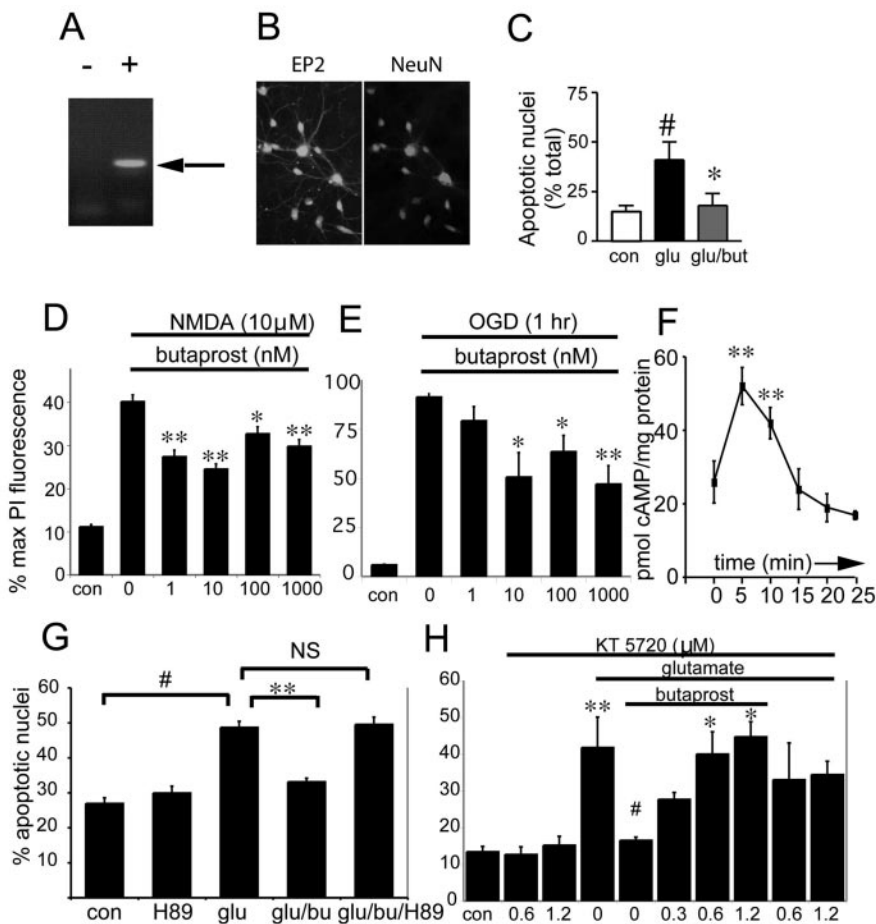 A
- +
B
EP2 NeuN
C
Apoptotic nuclei
(% total)
75
50
25
0
#
*
con glu glu/but
D
NMDA (10µM)
butaprost (nM)
% max PI fluorescence
40
30
20
10
0
** ** * **
con 0 1 10 100 1000
E
OGD (1 hr)
butaprost (nM)
100
75
50
25
0
* * **
con 0 1 10 100 1000
F
pmol cAMP/mg protein
60
40
20
0
** **
time (min)
0 5 10 15 20 25
G
% apoptotic nuclei
60
50
40
30
20
10
NS
# **
con H89 glu glu/bu glu/bu/H89
H
KT 5720 (µM)
glutamate
butaprost
60
50
40
30
20
10
0
** # * *
con 0.6 1.2 0 0 0.3 0.6 1.2 0.6 1.2